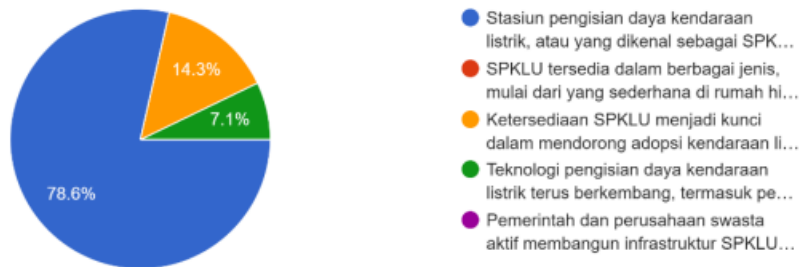 14.3%
7.1%
78.6%
Stasiun pengisian daya kendaraan
listrik, atau yang dikenal sebagai SPK…
SPKLU tersedia dalam berbagai jenis,
mulai dari yang sederhana di rumah hi…
Ketersediaan SPKLU menjadi kunci
dalam mendorong adopsi kendaraan li…
Teknologi pengisian daya kendaraan
listrik terus berkembang, termasuk pe…
Pemerintah dan perusahaan swasta
aktif membangun infrastruktur SPKLU…